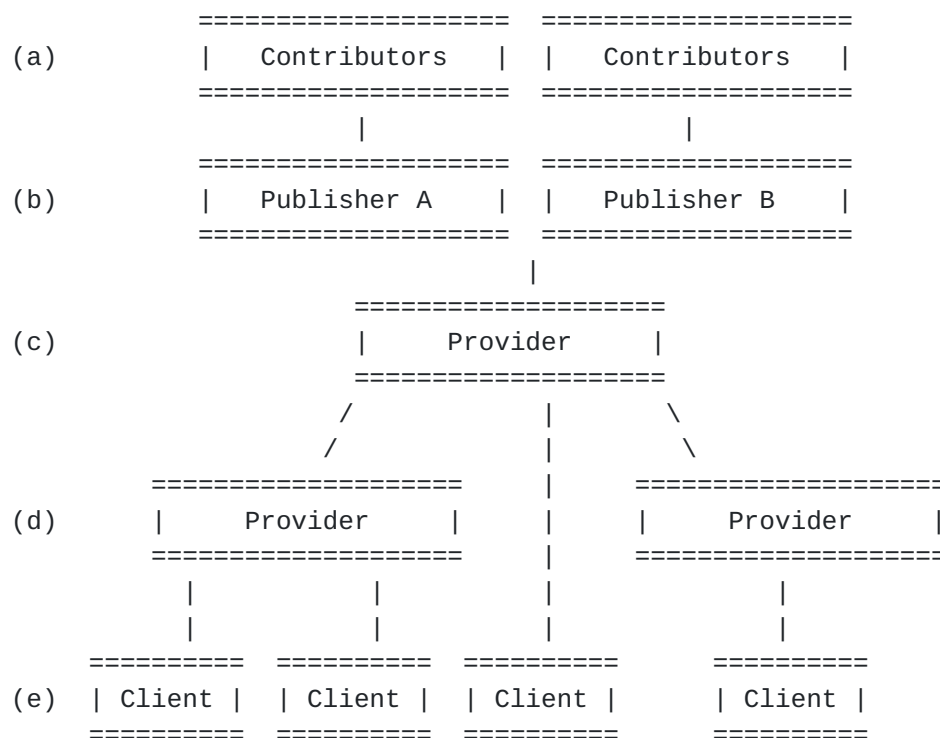 ====================  ====================
(a)         |   Contributors   |  |   Contributors   |
            ====================  ====================
                      |                    |
            ====================  ====================
(b)         |   Publisher A    |  |   Publisher B    |
            ====================  ====================
                                 |
                      ====================
(c)                   |     Provider     |
                      ====================
                     /            |       \
                    /             |        \
         ====================     |     ====================
(d)      |     Provider     |     |     |     Provider     |
         ====================     |     ====================
           |           |          |              |
           |           |          |              |
     ==========  ==========  ==========      ==========
(e)  | Client |  | Client |  | Client |      | Client |
     ==========  ==========  ==========      ==========